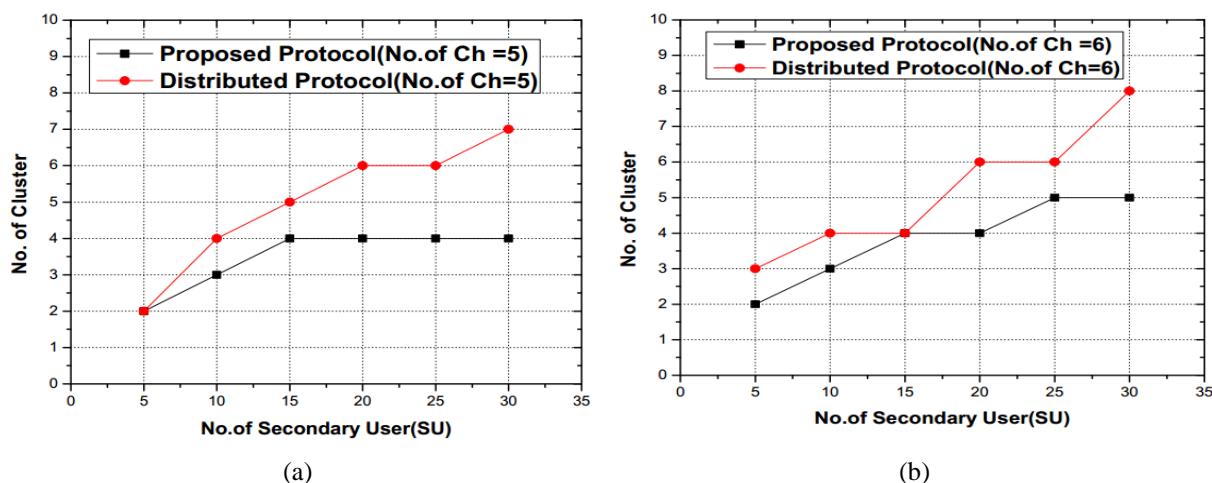 10
9
8
7
6
5
4
3
2
1
0
No. of Cluster
Proposed Protocol(No.of Ch =5)
Distributed Protocol(No.of Ch=5)
0 5 10 15 20 25 30 35
No.of Secondary User(SU)
(a)
10
9
8
7
6
5
4
3
2
1
0
No. of Cluster
Proposed Protocol(No.of Ch =6)
Distributed Protocol(No.of Ch=6)
0 5 10 15 20 25 30 35
No.of Secondary User(SU)
(b)